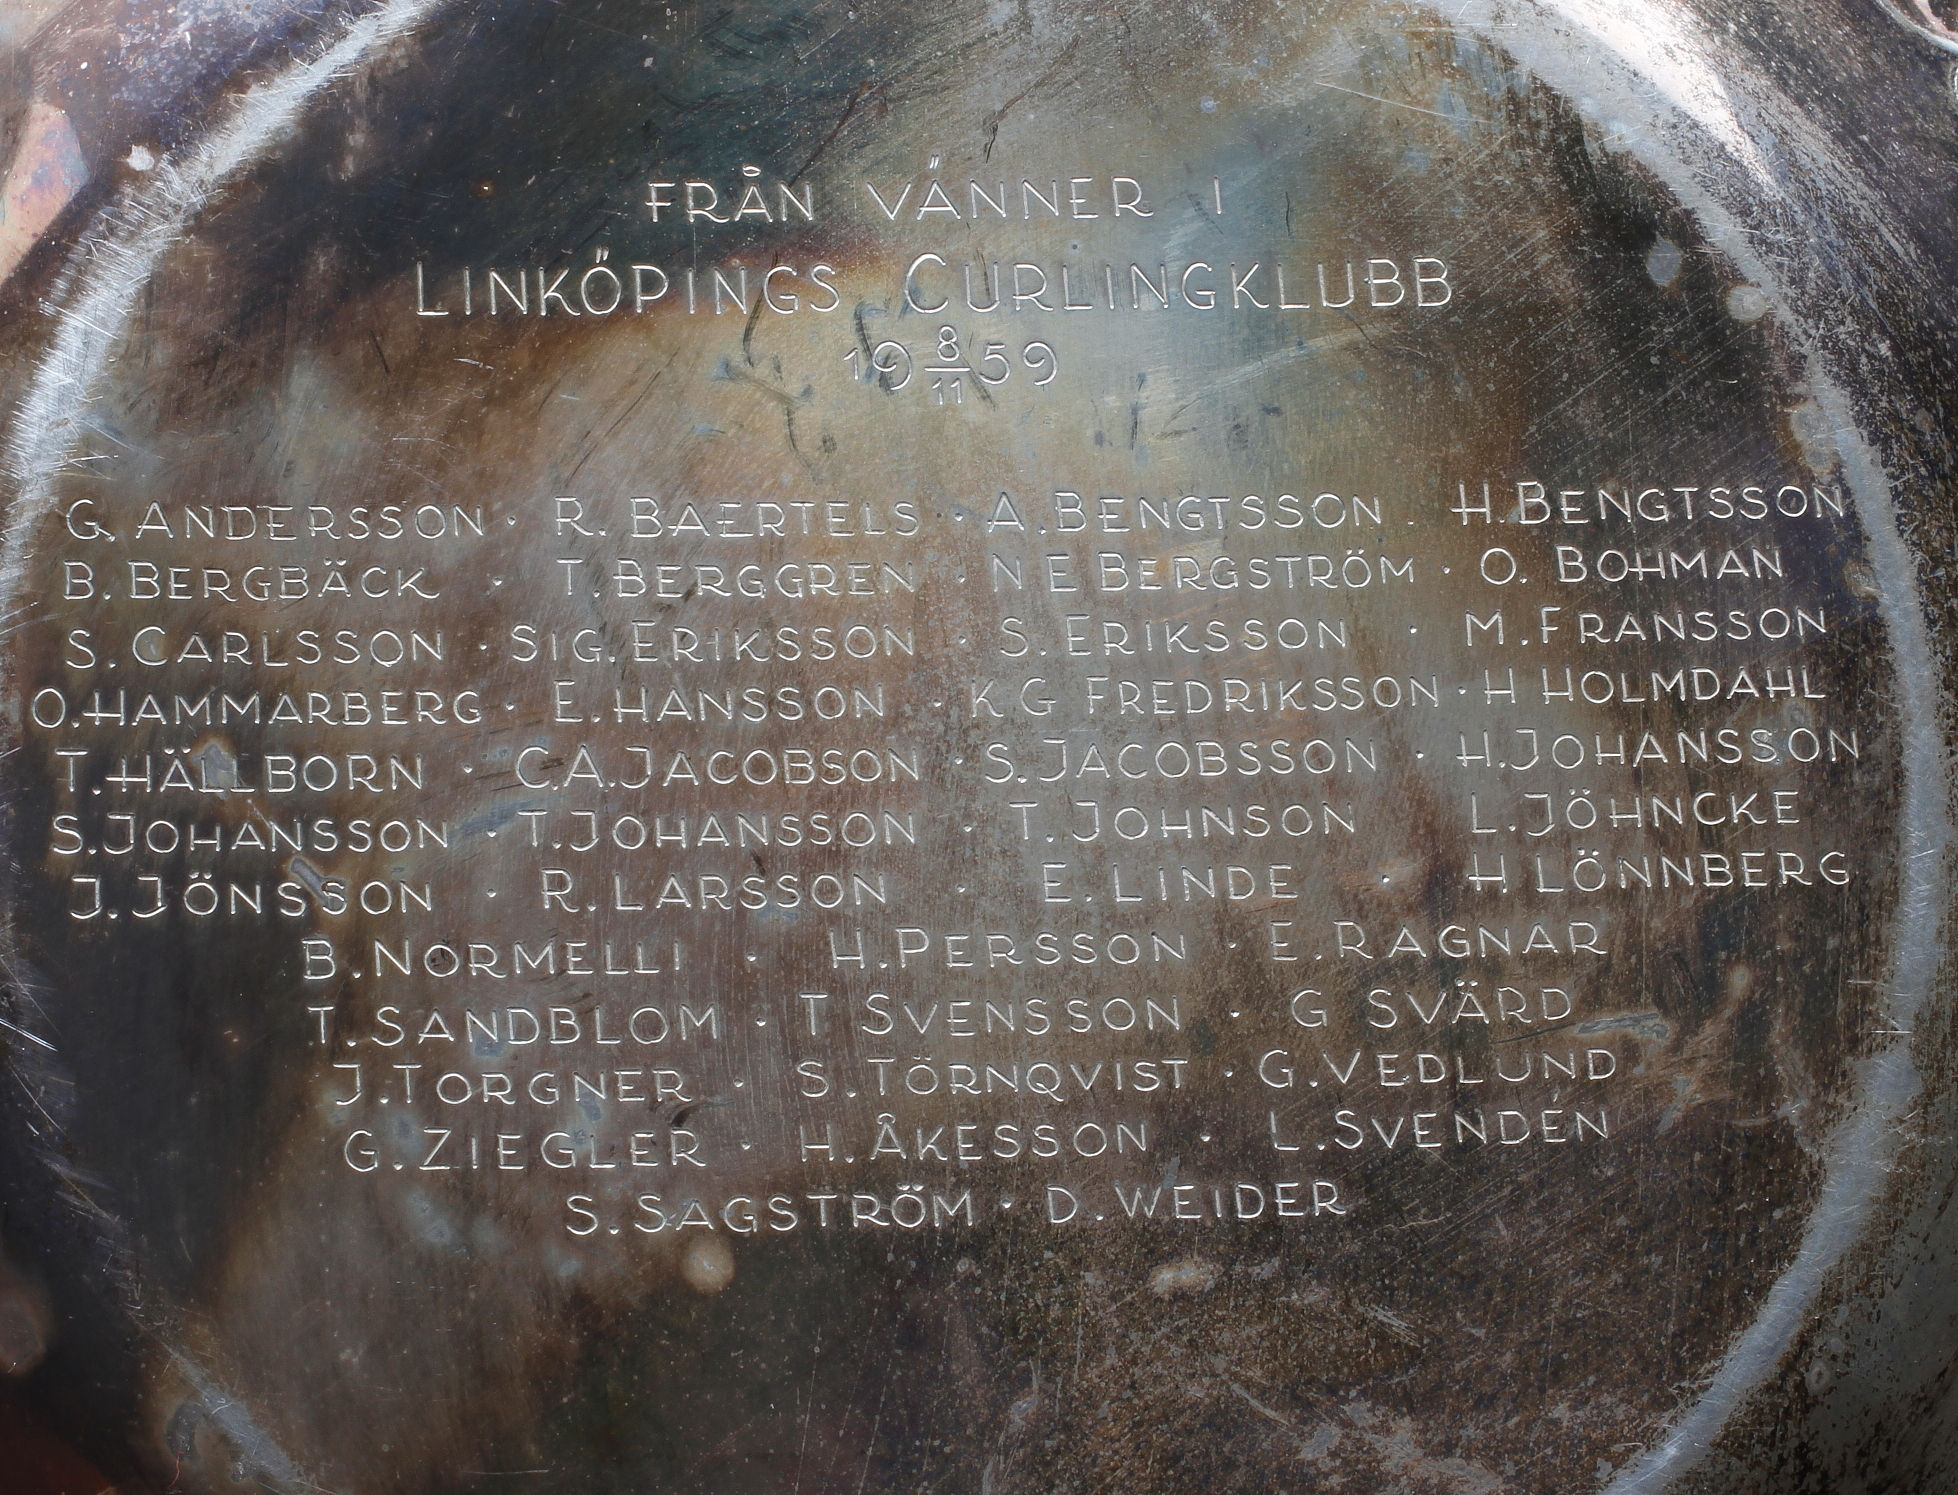 FRÅN VÄNNER I
LINKÖPINGS CURLINGKLUBB
19 8/11 59
G. ANDERSSON · R. BAERTELS · A. BENGTSSON . H. BENGTSSON
B. BERGBÄCK · T. BERGGREN · N E BERGSTRÖM · O. BOHMAN
S. CARLSSON · SIG. ERIKSSON · S. ERIKSSON · M. FRANSSON
O. HAMMARBERG · E. HANSSON · K G FREDRIKSSON · H HOLMDAHL
T. HÄLLBORN · C.A. JACOBSON · S. JACOBSSON · H. JOHANSSON
S. JOHANSSON · T. JOHANSSON · T. JOHNSON L. JÖHNCKE
J. JÖNSSON · R. LARSSON · E. LINDE · H LÖNNBERG
B. NORMELLI · H. PERSSON · E. RAGNAR
T. SANDBLOM · T SVENSSON · G SVÄRD
J. TORGNER · S. TÖRNQVIST · G. VEDLUND
G. ZIEGLER · H. ÅKESSON · L. SVENDÉN
S. SAGSTRÖM · D. WEIDER